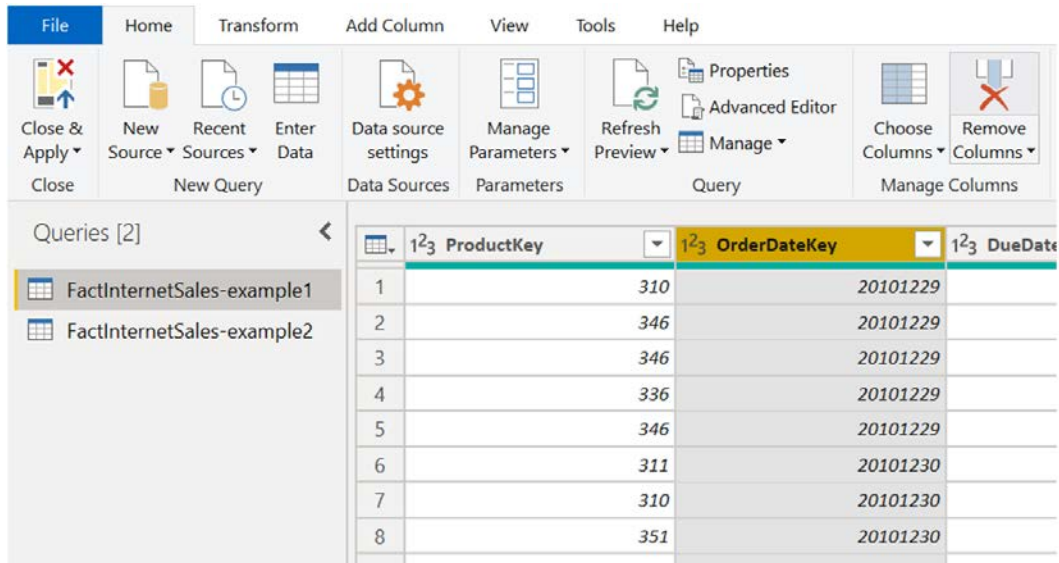 File Home Transform Add Column View Tools Help
Properties
Advanced Editor
Manage
Close & Apply
New Source
Recent Sources
Enter Data
Data source settings
Manage Parameters
Refresh Preview
Choose Columns
Remove Columns
Close New Query Data Sources Parameters Query Manage Columns
Queries [2]
FactInternetSales-example1
FactInternetSales-example2
123 ProductKey 123 OrderDateKey 123 DueDate
1 310 20101229
2 346 20101229
3 346 20101229
4 336 20101229
5 346 20101229
6 311 20101230
7 310 20101230
8 351 20101230